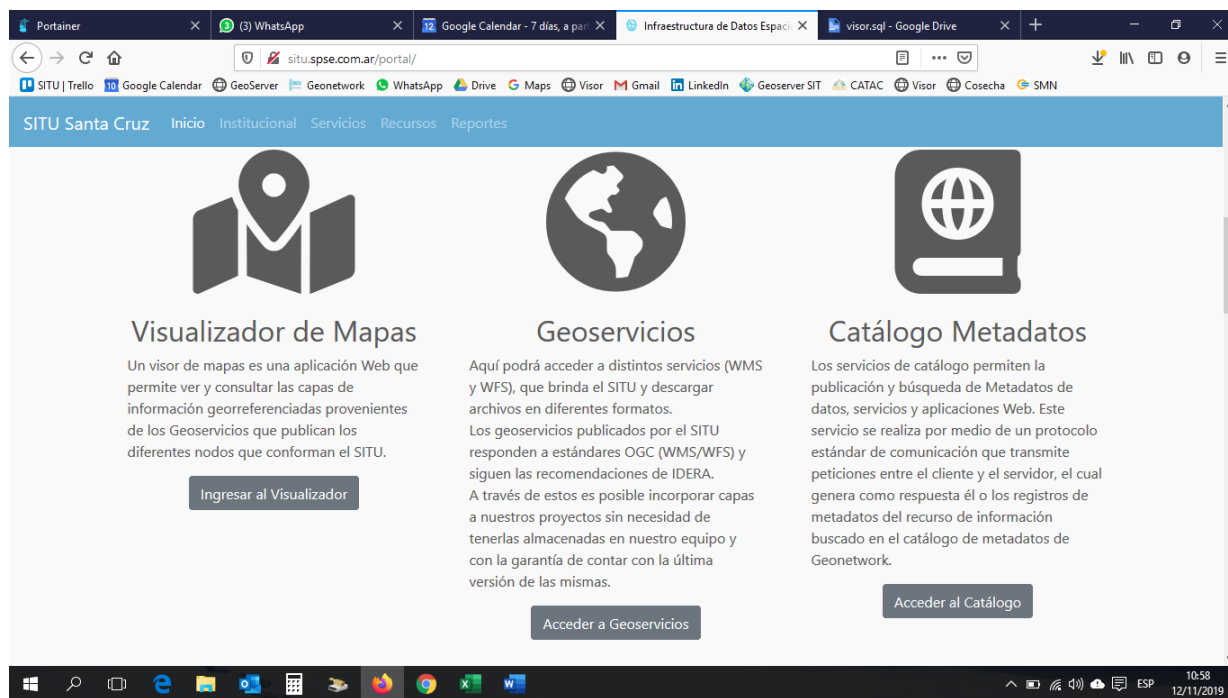 Portainer
(3) WhatsApp
Google Calendar - 7 días, a par
Infraestructura de Datos Espaci
visor.sql - Google Drive
situ.spse.com.ar/portal/
SITU | Trello
Google Calendar
GeoServer
Geonetwork
WhatsApp
Drive
Maps
Visor
Gmail
LinkedIn
Geoserver SIT
CATAC
Visor
Cosecha
SMN
SITU Santa Cruz
Inicio
Institucional
Servicios
Recursos
Reportes
Visualizador de Mapas
Un visor de mapas es una aplicación Web que
permite ver y consultar las capas de
información georreferenciadas provenientes
de los Geoservicios que publican los
diferentes nodos que conforman el SITU.
Ingresar al Visualizador
Geoservicios
Aquí podrá acceder a distintos servicios (WMS
y WFS), que brinda el SITU y descargar
archivos en diferentes formatos.
Los geoservicios publicados por el SITU
responden a estándares OGC (WMS/WFS) y
siguen las recomendaciones de IDERA.
A través de estos es posible incorporar capas
a nuestros proyectos sin necesidad de
tenerlas almacenadas en nuestro equipo y
con la garantía de contar con la última
versión de las mismas.
Acceder a Geoservicios
Catálogo Metadatos
Los servicios de catálogo permiten la
publicación y búsqueda de Metadatos de
datos, servicios y aplicaciones Web. Este
servicio se realiza por medio de un protocolo
estándar de comunicación que transmite
peticiones entre el cliente y el servidor, el cual
genera como respuesta él o los registros de
metadatos del recurso de información
buscado en el catálogo de metadatos de
Geonetwork.
Acceder al Catálogo
ESP
10:58
12/11/2019